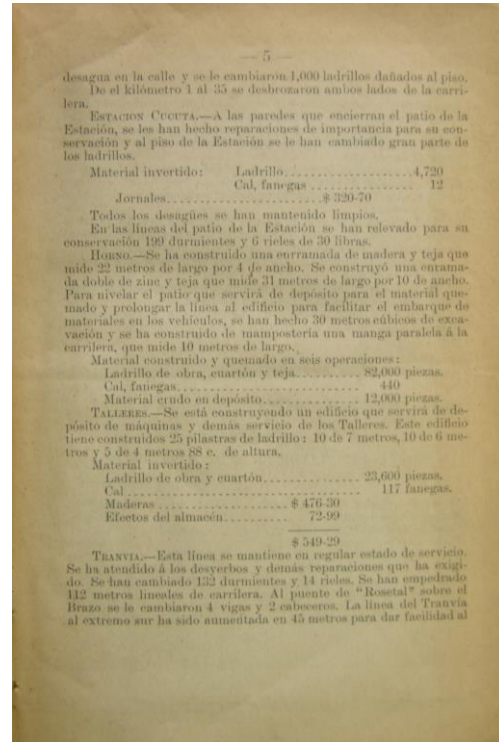 — 5 —
desagua en la calle y se le cambiaron 1,000 ladrillos dañados al piso.
De el kilómetro 1 al 35 se desbrozaron ambos lados de la carri-
lera.
ESTACION CUCUTA.—A las paredes que encierran el patio de la
Estación, se les han hecho reparaciones de importancia para su con-
servación y al piso de la Estación se le han cambiado gran parte de
los ladrillos.
Material invertido: Ladrillo.....................4,720
Cal, fanegas ................ 12
Jornales..........................$ 320-70
Todos los desagües se han mantenido limpios.
En las líneas del patio de la Estación se han relevado para su
conservación 199 durmientes y 6 rieles de 30 libras.
HORNO.—Se ha construido una enrramada de madera y teja que
mide 22 metros de largo por 4 de ancho. Se construyó una enrama-
da doble de zinc y teja que mide 31 metros de largo por 10 de ancho.
Para nivelar el patio que servirá de depósito para el material que-
mado y prolongar la línea al edificio para facilitar el embarque de
materiales en los vehículos, se han hecho 30 metros cúbicos de exca-
vación y se ha construido de mampostería una manga paralela á la
carrilera, que mide 10 metros de largo.
Material construido y quemado en seis operaciones:
Ladrillo de obra, cuartón y teja.......... 82,000 piezas.
Cal, fanegas............................ 440
Material crudo en depósito............... 12,000 piezas.
TALLERES.—Se está construyendo un edificio que servirá de de-
pósito de máquinas y demás servicio de los Talleres. Este edificio
tiene construidos 25 pilastras de ladrillo: 10 de 7 metros, 10 de 6 me-
tros y 5 de 4 metros 88 c. de altura.
Material invertido:
Ladrillo de obra y cuartón............... 23,600 piezas.
Cal..................................... 117 fanegas.
Maderas .................... $ 476-30
Efectos del almacén.......... 72-99
$ 549-29
TRANVIA.—Esta línea se mantiene en regular estado de servicio.
Se ha atendido á los desyerbos y demás reparaciones que ha exigi-
do. Se han cambiado 132 durmientes y 14 rieles. Se han empedrado
112 metros lineales de carrilera. Al puente de "Rosetal" sobre el
Brazo se le cambiaron 4 vigas y 2 cabeceros. La línea del Tranvía
al extremo sur ha sido aumentada en 45 metros para dar facilidad al